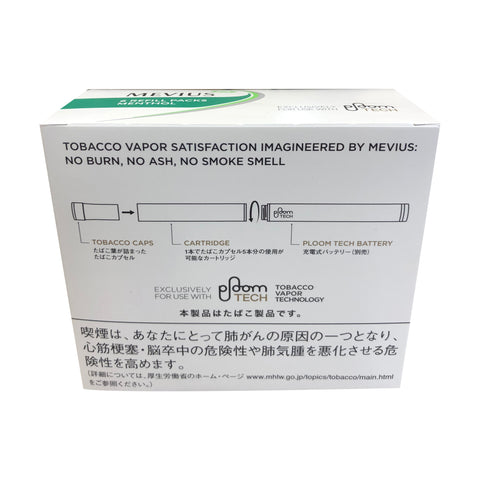 MEVIUS
5 REFILL PACKS
MENTHOL
EXCLUSIVELY
FOR USE WITH
Ploom
TECH
TOBACCO VAPOR SATISFACTION IMAGINEERED BY MEVIUS:
NO BURN, NO ASH, NO SMOKE SMELL
Ploom
TECH
TOBACCO CAPS
たばこ葉が詰まった
たばこカプセル
CARTRIDGE
1本でたばこカプセル5本分の使用が
可能なカートリッジ
PLOOM TECH BATTERY
充電式バッテリー(別売)
EXCLUSIVELY
FOR USE WITH
Ploom
TECH
TOBACCO
VAPOR
TECHNOLOGY
本製品はたばこ製品です。
喫煙は、あなたにとって肺がんの原因の一つとなり、
心筋梗塞・脳卒中の危険性や肺気腫を悪化させる危
険性を高めます。
(詳細については、厚生労働省のホーム・ページ www.mhlw.go.jp/topics/tobacco/main.html
をご参照ください。)